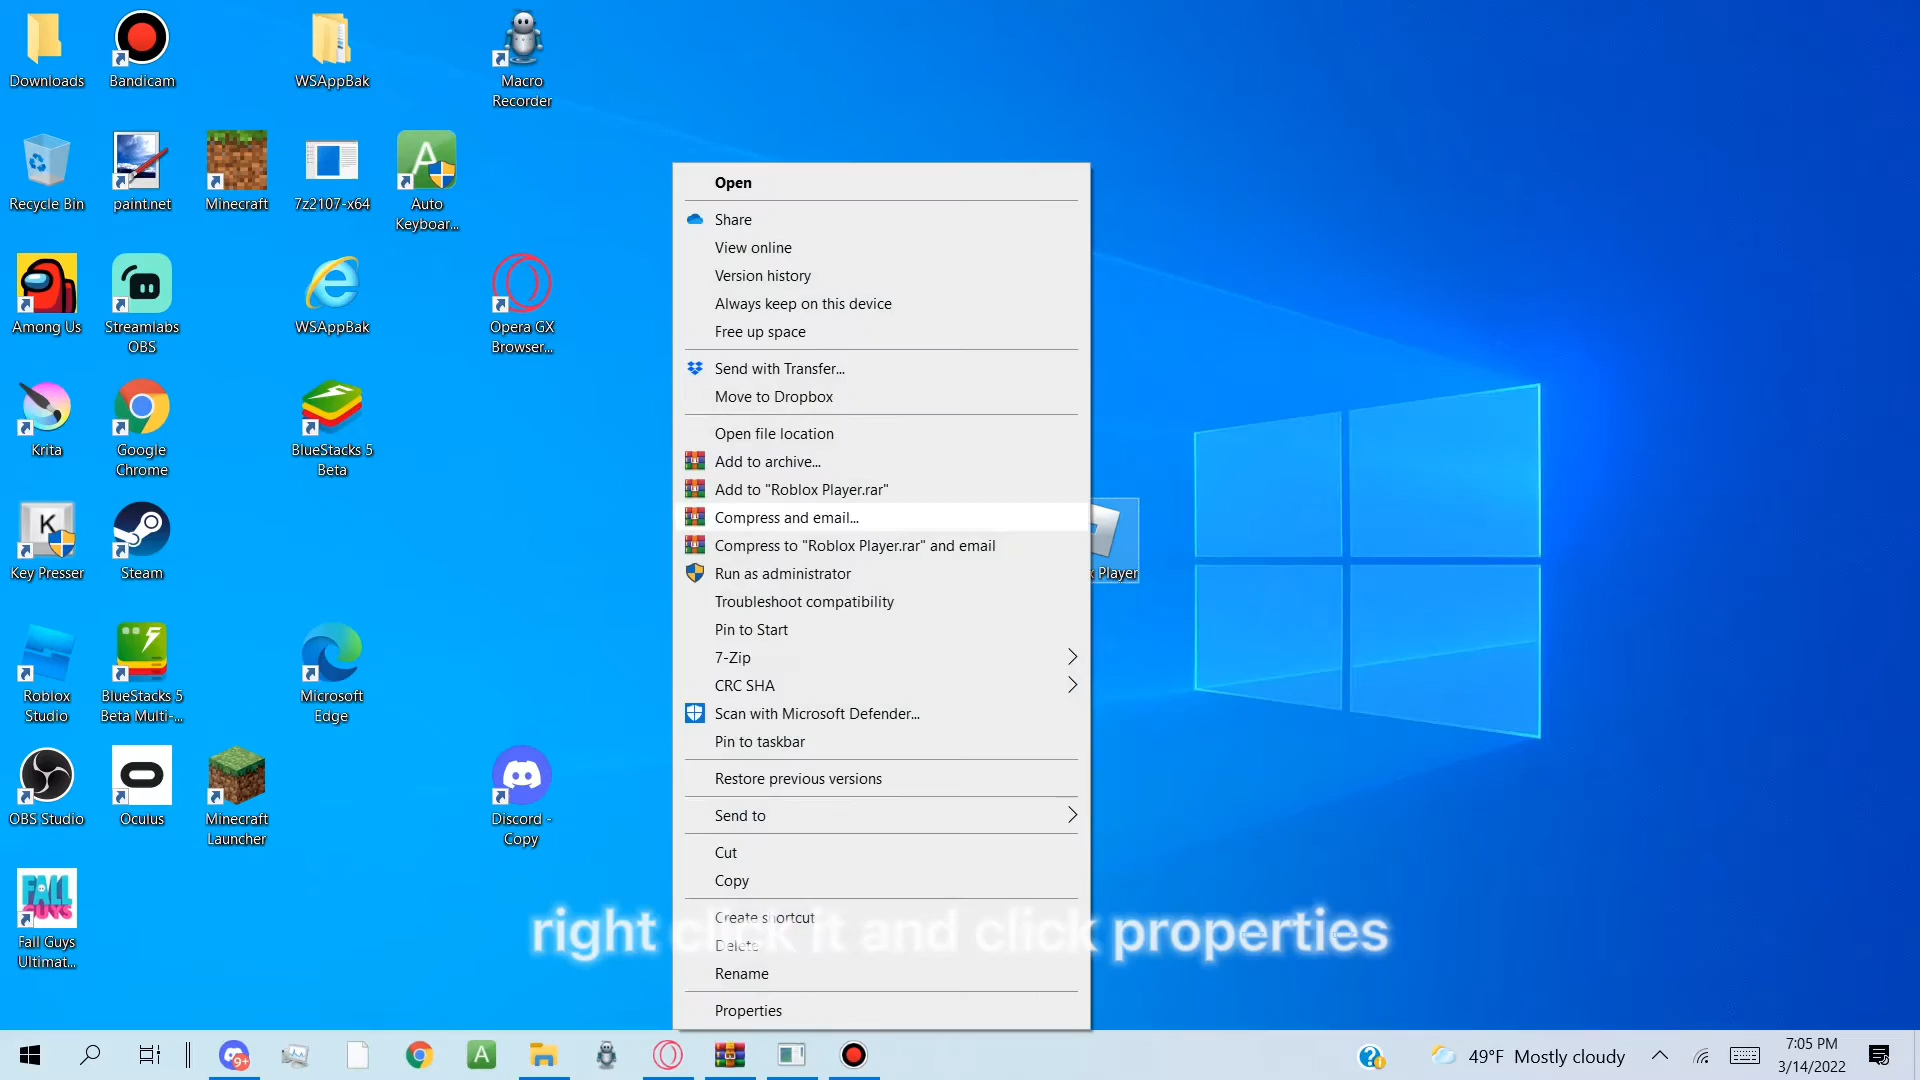 Downloads
Bandicam
WSAppBak
Macro
Recorder
Recycle Bin
paint.net
Minecraft
7z2107-x64
Auto
Keyboar...
Among Us
Streamlabs
OBS
WSAppBak
Opera GX
Browser...
Krita
Google
Chrome
BlueStacks 5
Beta
Key Presser
Steam
Roblox
Studio
BlueStacks 5
Beta Multi-...
Microsoft
Edge
OBS Studio
Oculus
Minecraft
Launcher
Discord -
Copy
FALL
GUYS
Fall Guys
Ultimat...
Open
Share
View online
Version history
Always keep on this device
Free up space
Send with Transfer...
Move to Dropbox
Open file location
Add to archive...
Add to "Roblox Player.rar"
Compress and email...
Compress to "Roblox Player.rar" and email
Run as administrator
Troubleshoot compatibility
Pin to Start
7-Zip
CRC SHA
Scan with Microsoft Defender...
Pin to taskbar
Restore previous versions
Send to
Cut
Copy
Create shortcut
Delete
Rename
Properties
x Player
right click it and click properties
9+
49°F Mostly cloudy
7:05 PM
3/14/2022